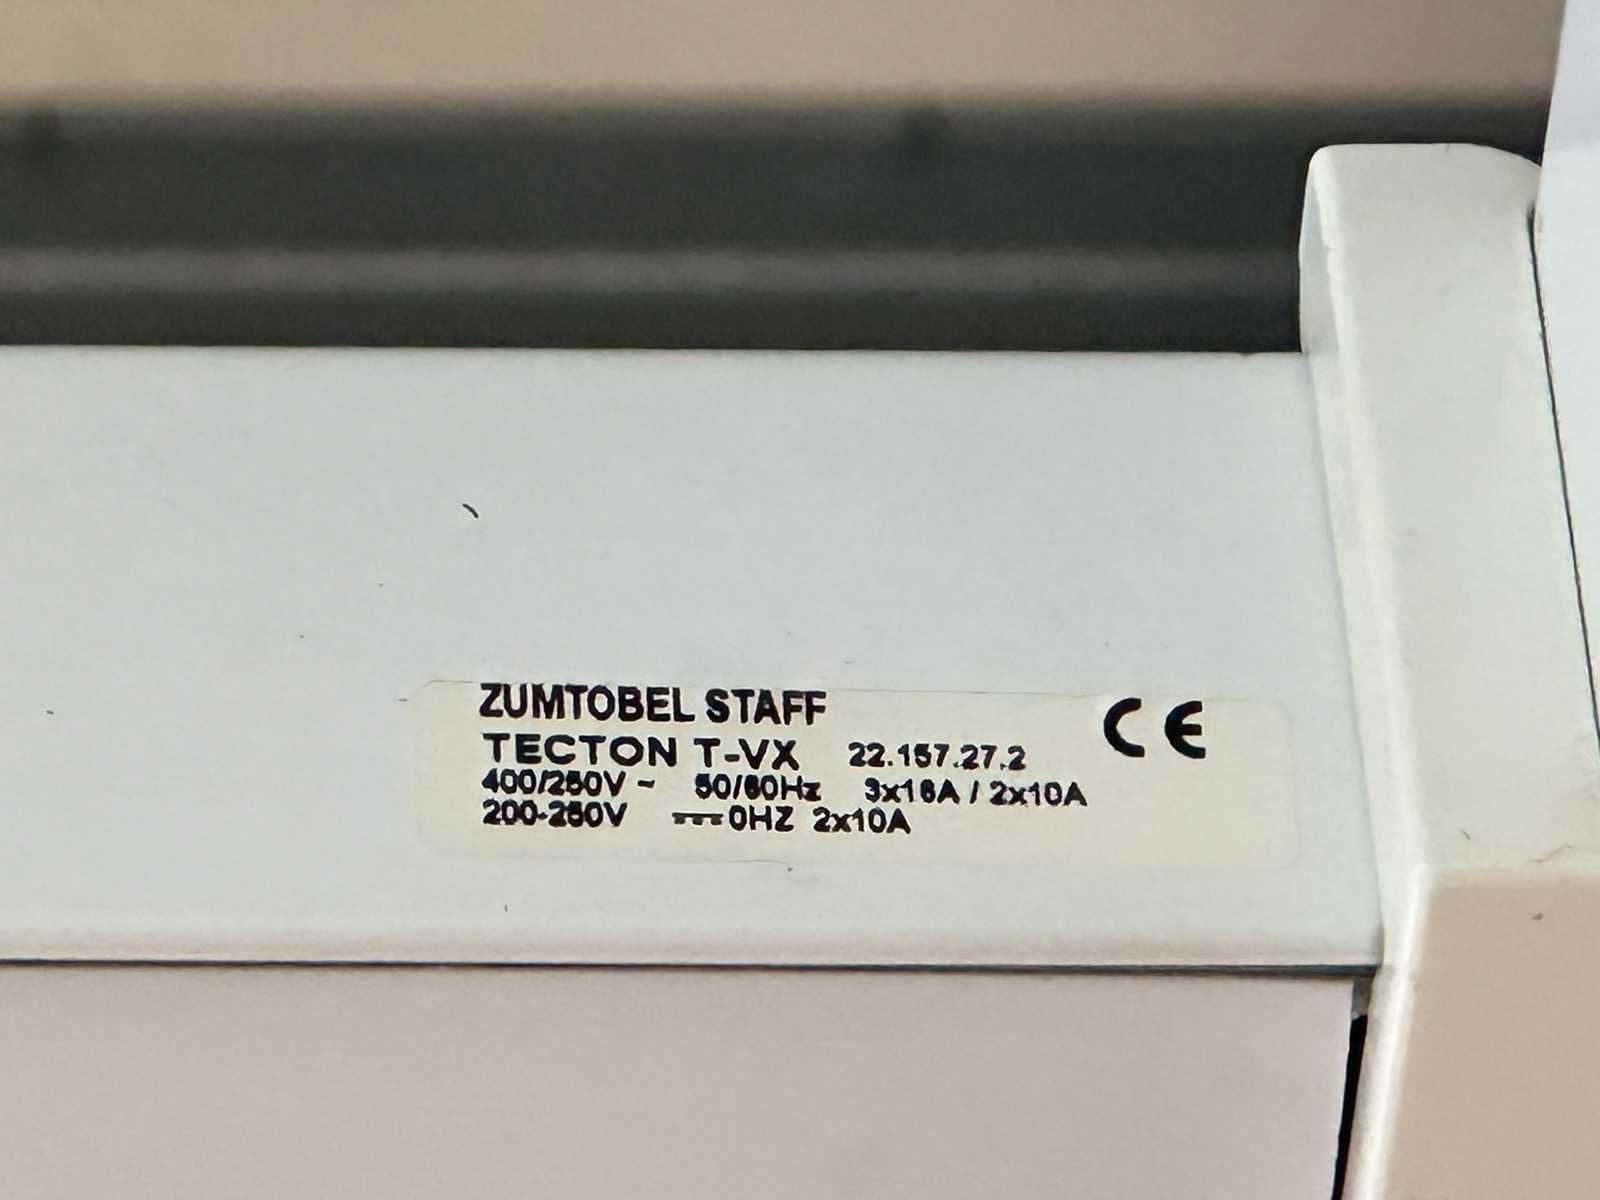 ZUMTOBEL STAFF CE
TECTON T-VX 22.157.27.2
400/250V ~ 50/60Hz 3x16A / 2x10A
200-250V ⎓ 0HZ 2x10A